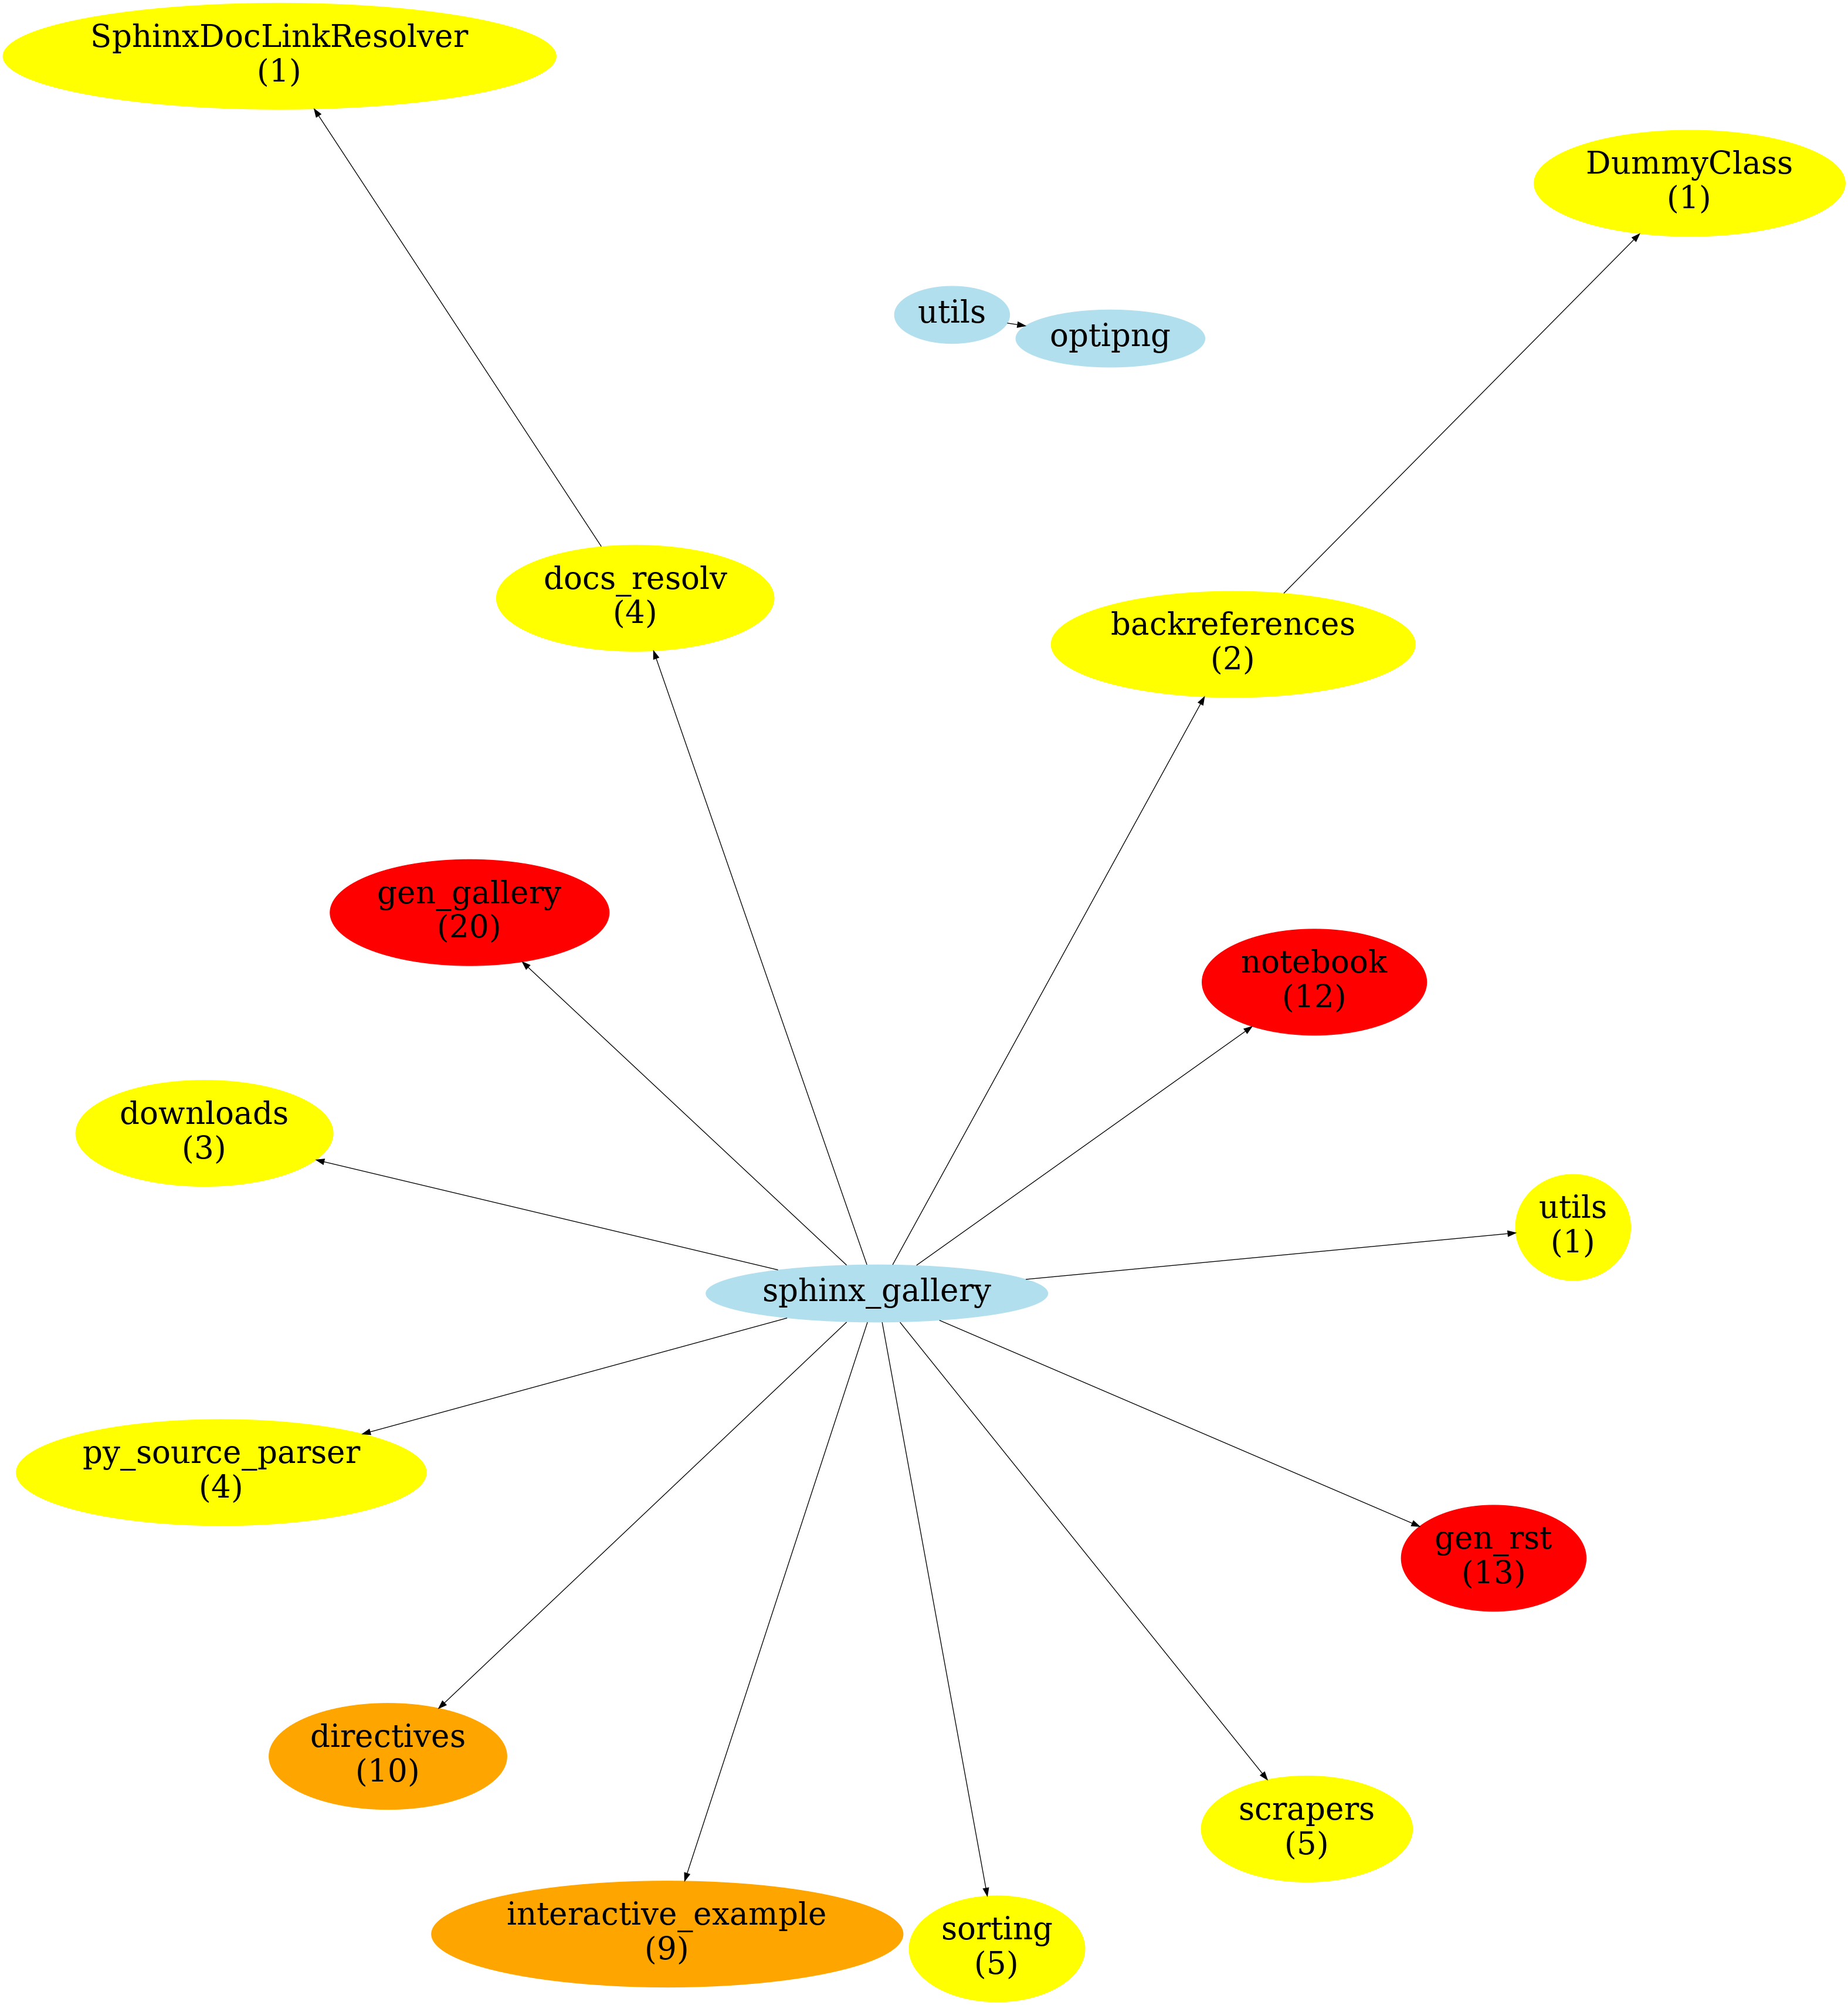 SphinxDocLinkResolver
(1)
DummyClass
(1)
utils
optipng
docs_resolv
(4)
backreferences
(2)
gen_gallery
(20)
notebook
(12)
downloads
(3)
utils
(1)
sphinx_gallery
py_source_parser
(4)
gen_rst
(13)
directives
(10)
scrapers
(5)
interactive_example
(9)
sorting
(5)